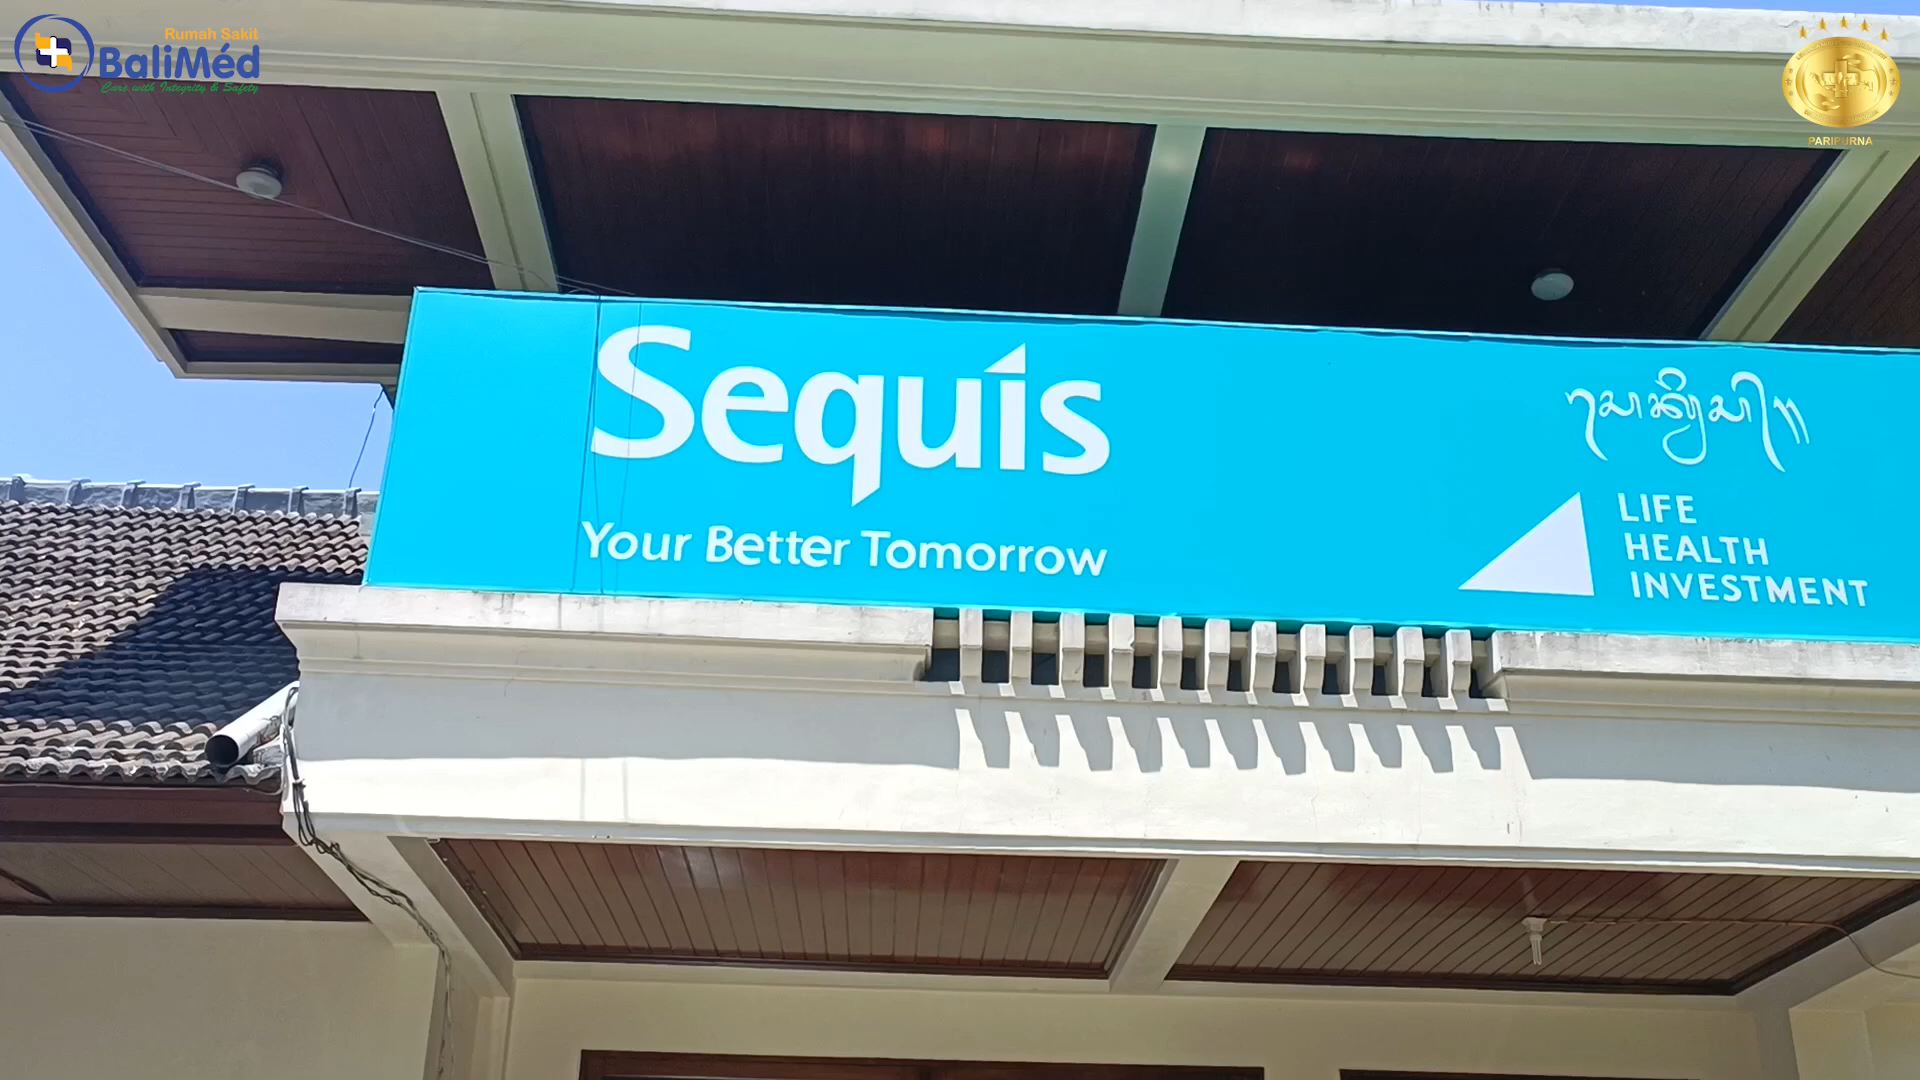 Rumah Sakit
BaliMéd
Care with Integrity & Safety
PARIPURNA
Sequis
Your Better Tomorrow
LIFE
HEALTH
INVESTMENT